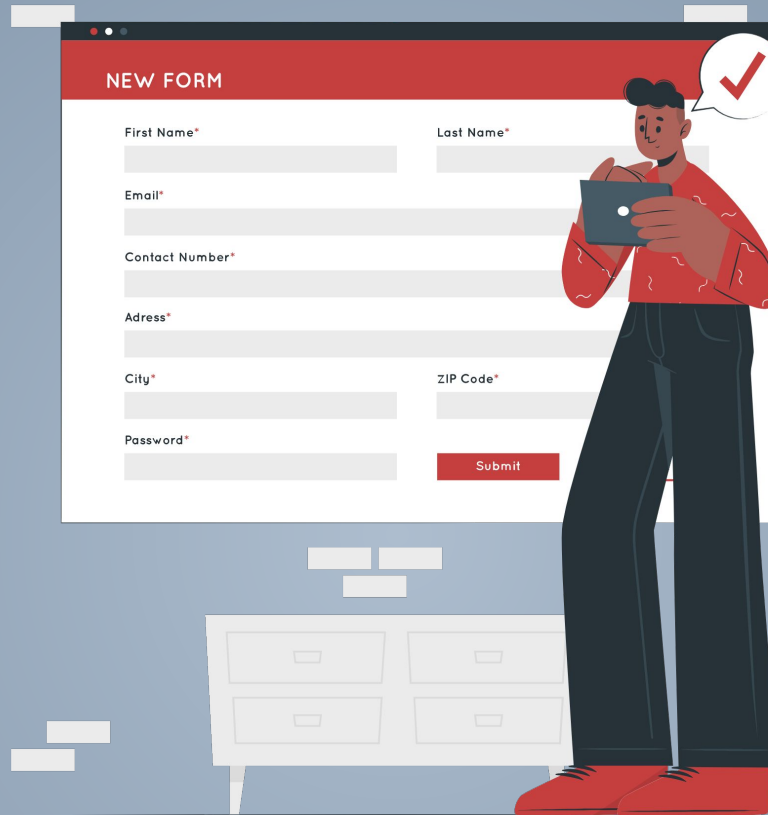 NEW FORM
First Name* Last Name*
Email*
Contact Number*
Adress*
City* ZIP Code*
Password*
Submit